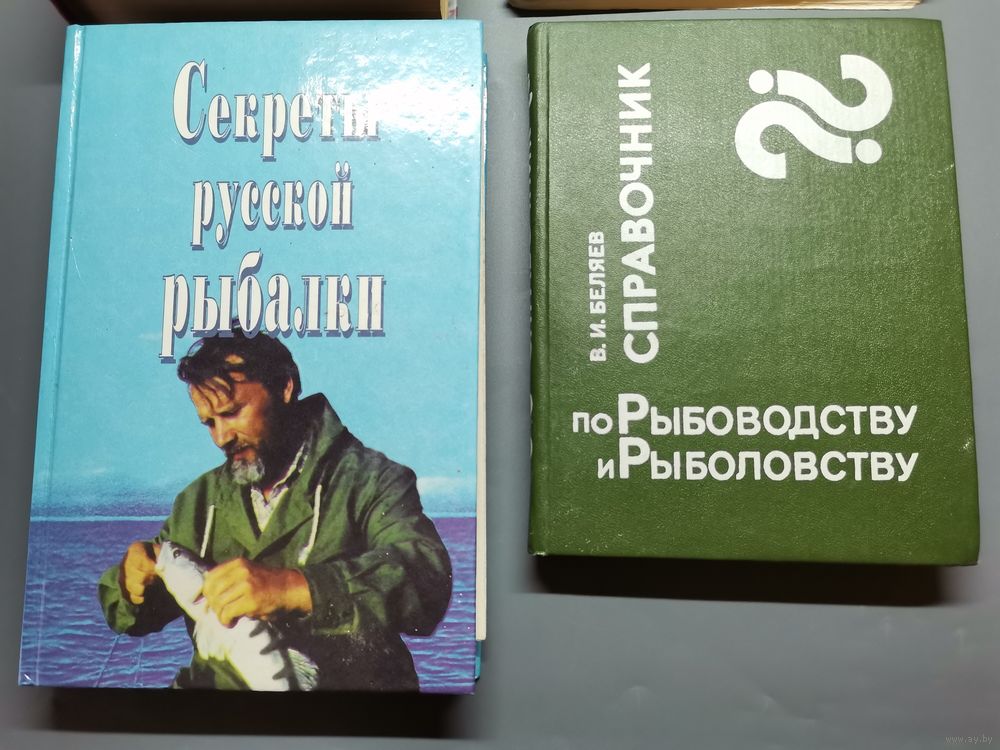 Секреты
русской
рыбалки
В. И. БЕЛЯЕВ
СПРАВОЧНИК
ПО РЫБОВОДСТВУ
И РЫБОЛОВСТВУ
www.ay.by